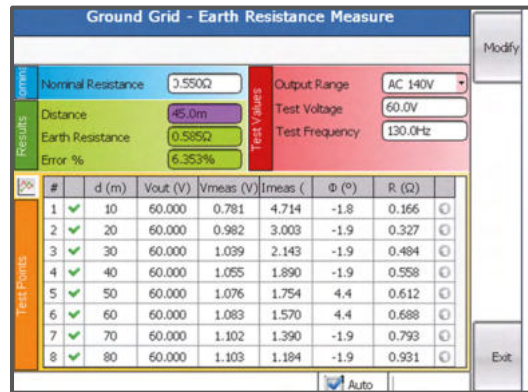 Ground Grid - Earth Resistance Measure
Modify
Nominal Resistance 0.550Ω
Results
Distance 45.0m
Earth Resistance 0.585Ω
Error % 6.353%
Test Values
Output Range AC 140V
Test Voltage 60.0V
Test Frequency 130.0Hz
Test Points
# d (m) Vout (V) Vmeas (V) Imeas ( Φ (º) R (Ω)
1 10 60.000 0.781 4.714 -1.8 0.166
2 20 60.000 0.982 3.003 -1.9 0.327
3 30 60.000 1.039 2.143 -1.9 0.484
4 40 60.000 1.055 1.890 -1.9 0.558
5 50 60.000 1.076 1.754 4.4 0.612
6 60 60.000 1.083 1.570 4.4 0.688
7 70 60.000 1.102 1.390 -1.9 0.793
8 80 60.000 1.103 1.184 -1.9 0.931
Auto
Exit